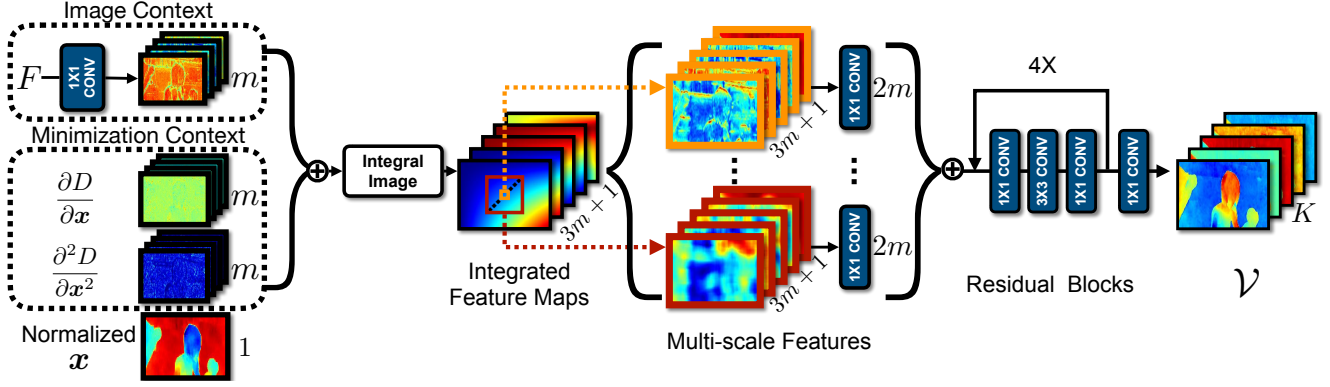 Image Context
F
1X1 CONV
m
Minimization Context
∂D
∂x
m
∂²D
∂x²
m
Normalized
x
1
+
Integral
Image
3m + 1
Integrated
Feature Maps
3m + 1
1X1 CONV
2m
3m + 1
1X1 CONV
2m
Multi-scale Features
+
4X
1X1 CONV
3X3 CONV
1X1 CONV
1X1 CONV
Residual Blocks
K
𝒱